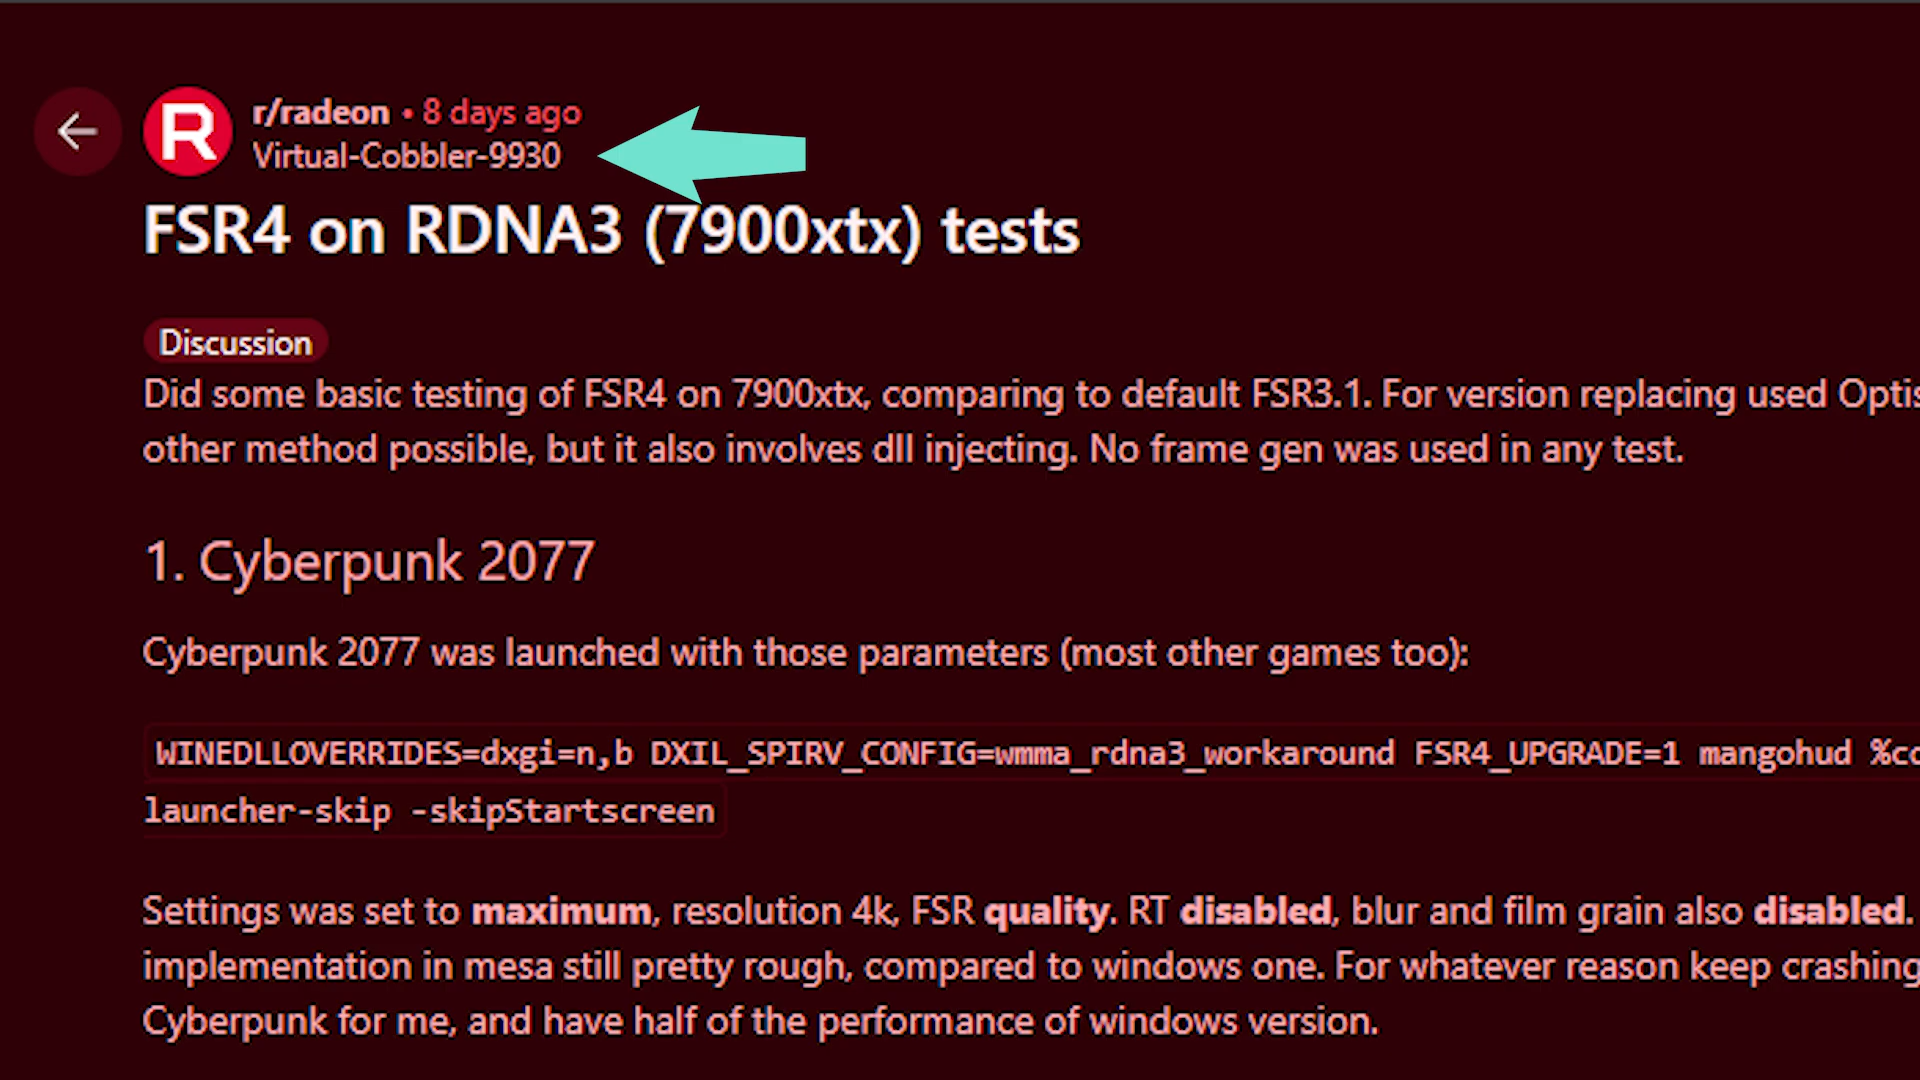 R
r/radeon • 8 days ago
Virtual-Cobbler-9930
FSR4 on RDNA3 (7900xtx) tests
Discussion
Did some basic testing of FSR4 on 7900xtx, comparing to default FSR3.1. For version replacing used Optis
other method possible, but it also involves dll injecting. No frame gen was used in any test.
1. Cyberpunk 2077
Cyberpunk 2077 was launched with those parameters (most other games too):
WINEDLLOVERRIDES=dxgi=n,b DXIL_SPIRV_CONFIG=wmma_rdna3_workaround FSR4_UPGRADE=1 mangohud %co
launcher-skip -skipStartscreen
Settings was set to maximum, resolution 4k, FSR quality. RT disabled, blur and film grain also disabled.
implementation in mesa still pretty rough, compared to windows one. For whatever reason keep crashing
Cyberpunk for me, and have half of the performance of windows version.